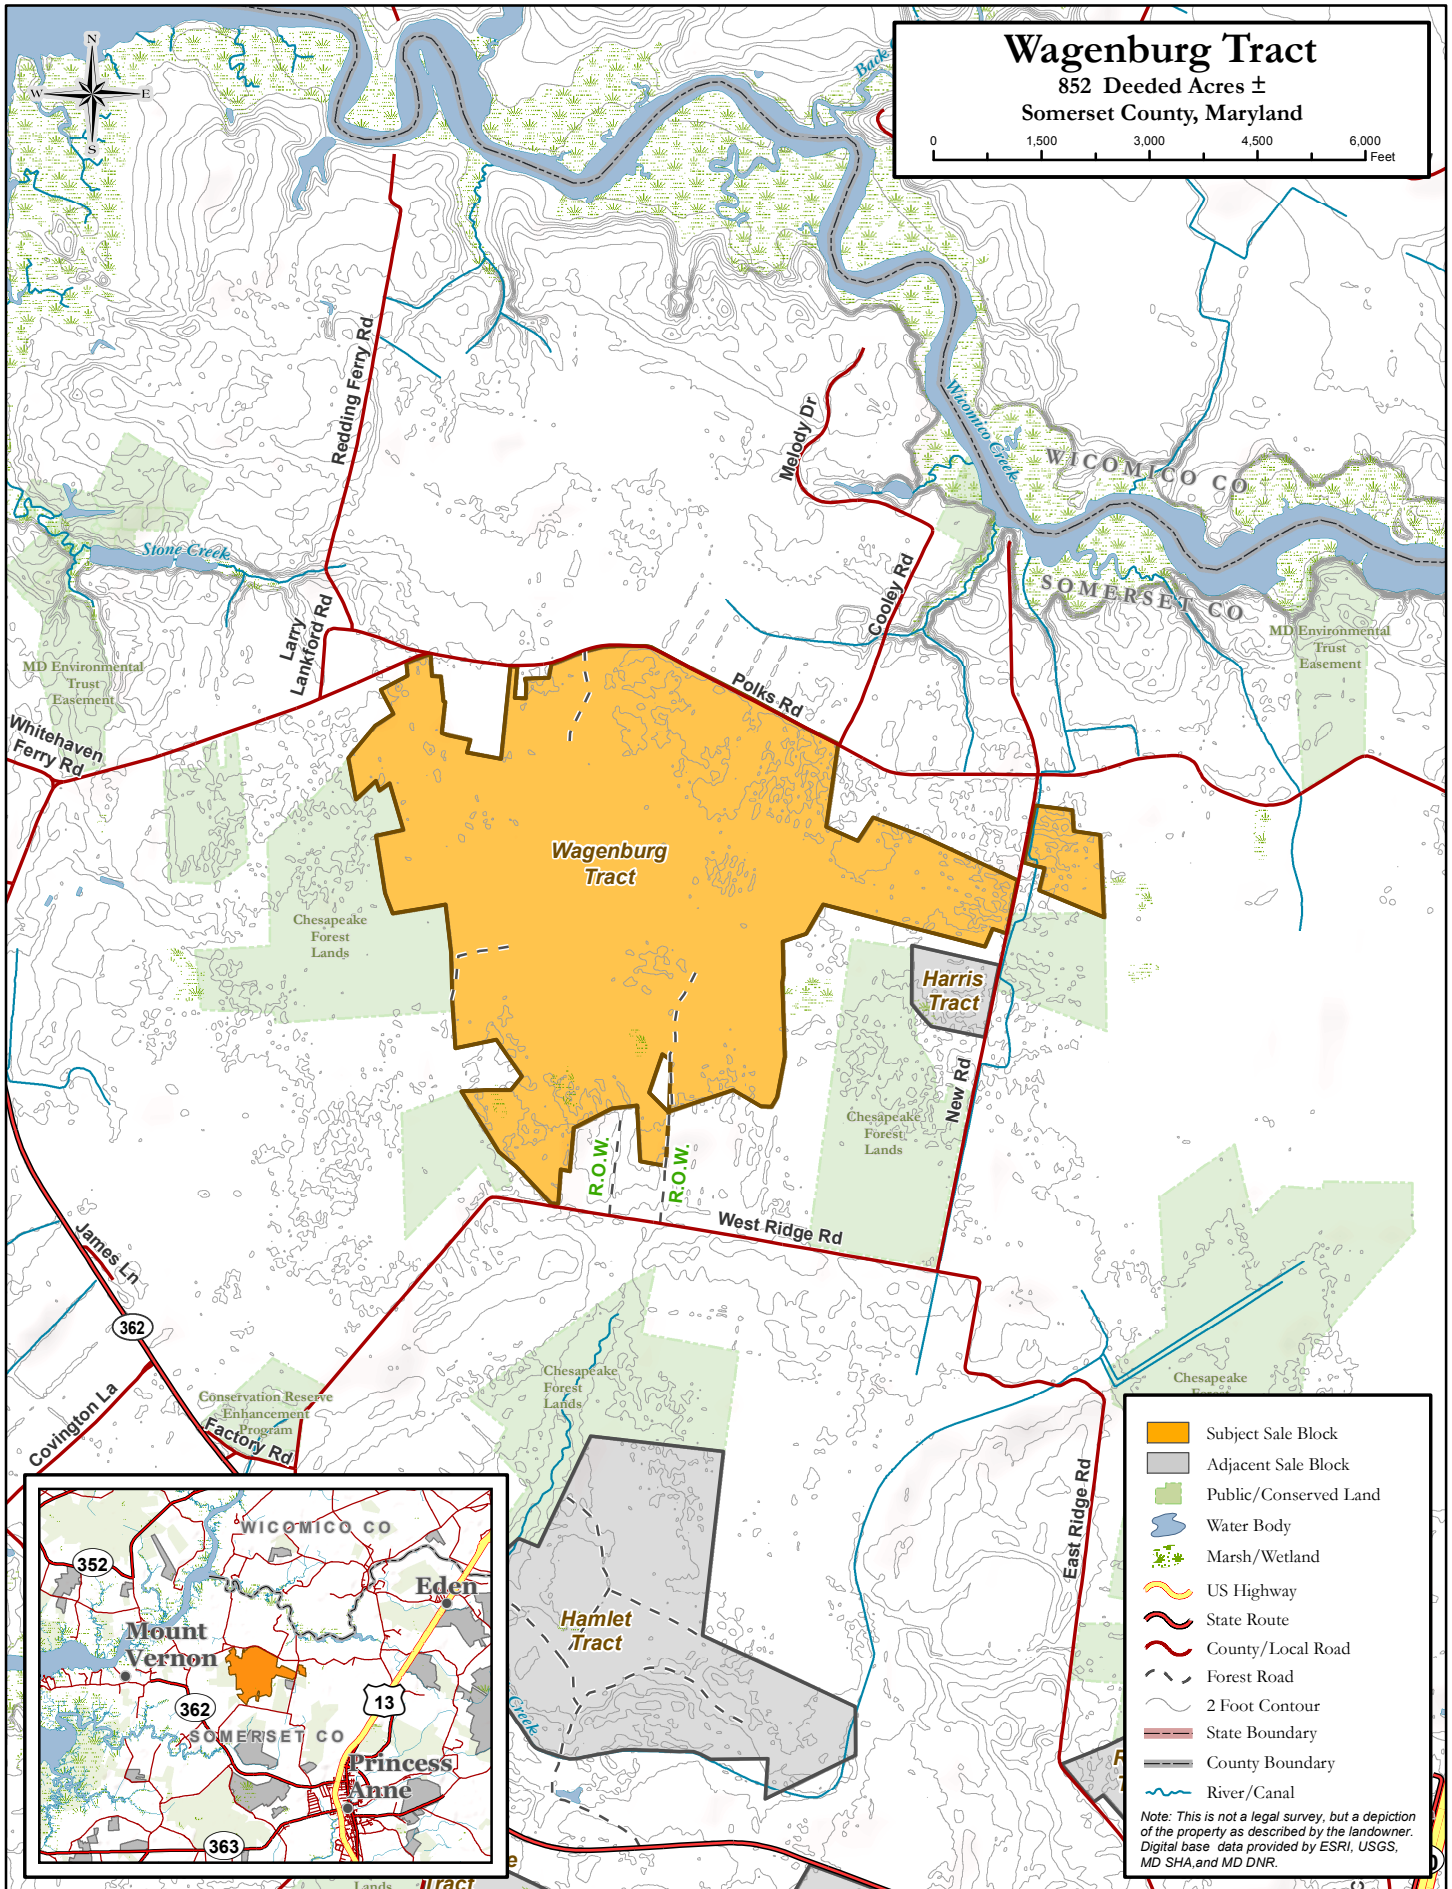 Wagenburg Tract
852 Deeded Acres ±
Somerset County, Maryland
0 1,500 3,000 4,500 6,000
Feet
N
W E
S
Back
Redding Ferry Rd
Melody Dr
Wicomico Creek
WICOMICO CO
SOMERSET CO
Stone Creek
Cooley Rd
Larry
Lankford Rd
MD Environmental
Trust
Easement
MD Environmental
Trust
Easement
Polks Rd
Whitehaven
Ferry Rd
Wagenburg
Tract
Chesapeake
Forest
Lands
Harris
Tract
New Rd
Chesapeake
Forest
Lands
R.O.W.
R.O.W.
West Ridge Rd
James Ln
362
Chesapeake
Forest
Lands
Chesapeake
Conservation Reserve
Enhancement
Program
Covington La
Factory Rd
East Ridge Rd
Hamlet
Tract
Creek
WICOMICO CO
352
Eden
Mount
Vernon
362
13
SOMERSET CO
Princess
Anne
363
Lands
Tract
Subject Sale Block
Adjacent Sale Block
Public/Conserved Land
Water Body
Marsh/Wetland
US Highway
State Route
County/Local Road
Forest Road
2 Foot Contour
State Boundary
County Boundary
River/Canal
Note: This is not a legal survey, but a depiction
of the property as described by the landowner.
Digital base data provided by ESRI, USGS,
MD SHA,and MD DNR.